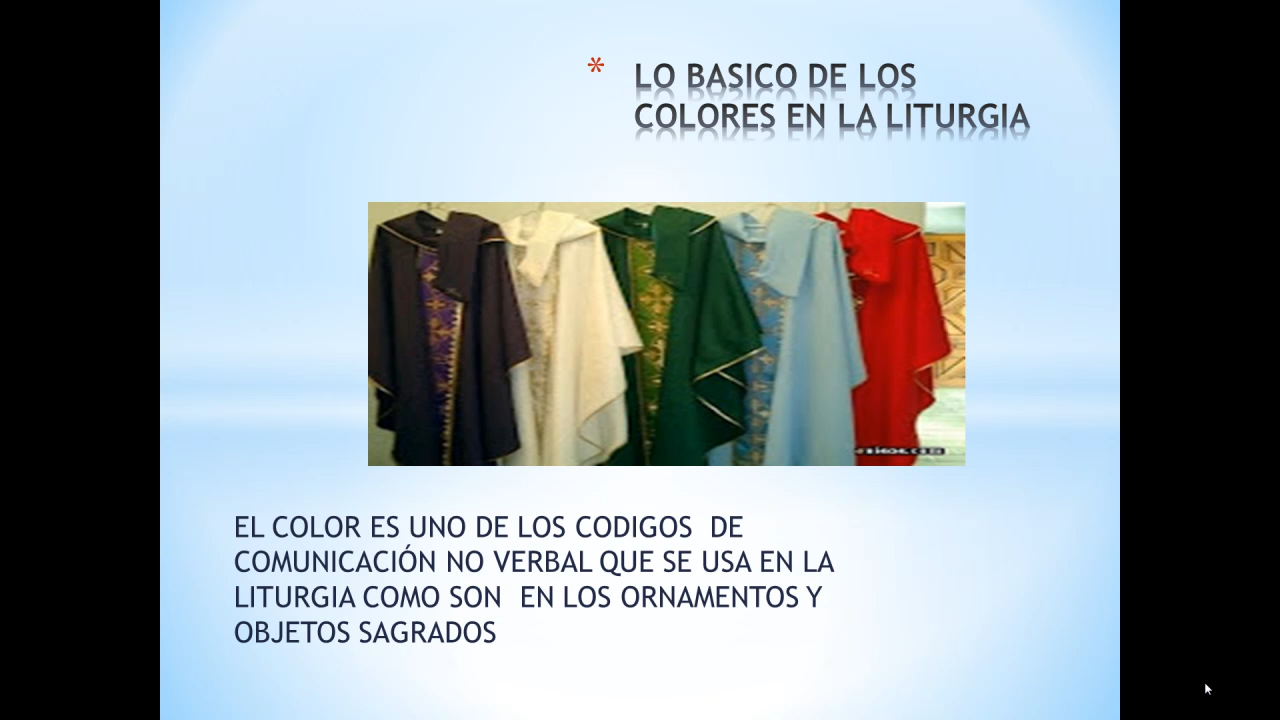 * LO BASICO DE LOS
COLORES EN LA LITURGIA
EL COLOR ES UNO DE LOS CODIGOS  DE
COMUNICACIÓN NO VERBAL QUE SE USA EN LA
LITURGIA COMO SON  EN LOS ORNAMENTOS Y
OBJETOS SAGRADOS